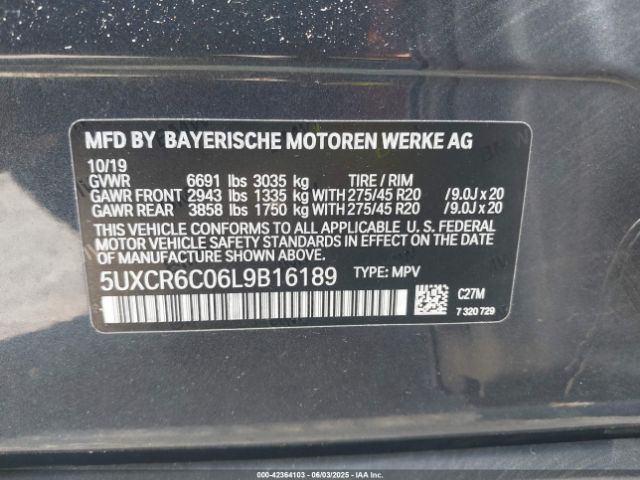 MFD BY BAYERISCHE MOTOREN WERKE AG
10/19
GVWR 6691 lbs 3035 kg TIRE / RIM
GAWR FRONT 2943 lbs 1335 kg WITH 275/45 R20 /9.0J x 20
GAWR REAR 3858 lbs 1750 kg WITH 275/45 R20 /9.0J x 20
THIS VEHICLE CONFORMS TO ALL APPLICABLE U. S. FEDERAL
MOTOR VEHICLE SAFETY STANDARDS IN EFFECT ON THE DATE
OF MANUFACTURE SHOWN ABOVE.
5UXCR6C06L9B16189 TYPE: MPV
C27M
7 320 729
000-42364103 | 06/03/2025 - IAAI.COM | COPART